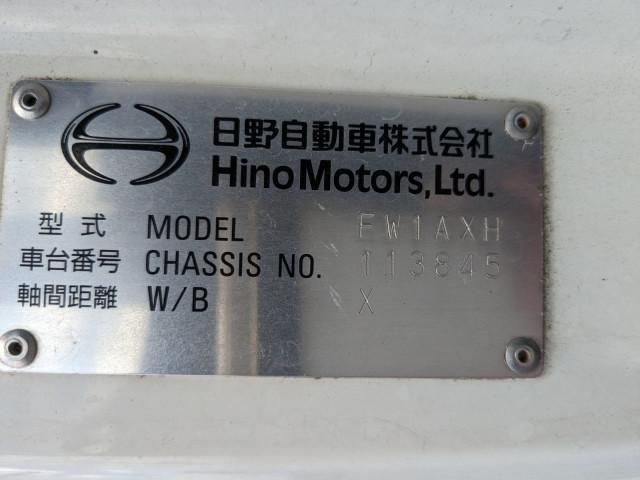 日野自動車株式会社
Hino Motors, Ltd.
型式 MODEL FW1AXH
車台番号 CHASSIS NO. 113845
軸間距離 W/B X